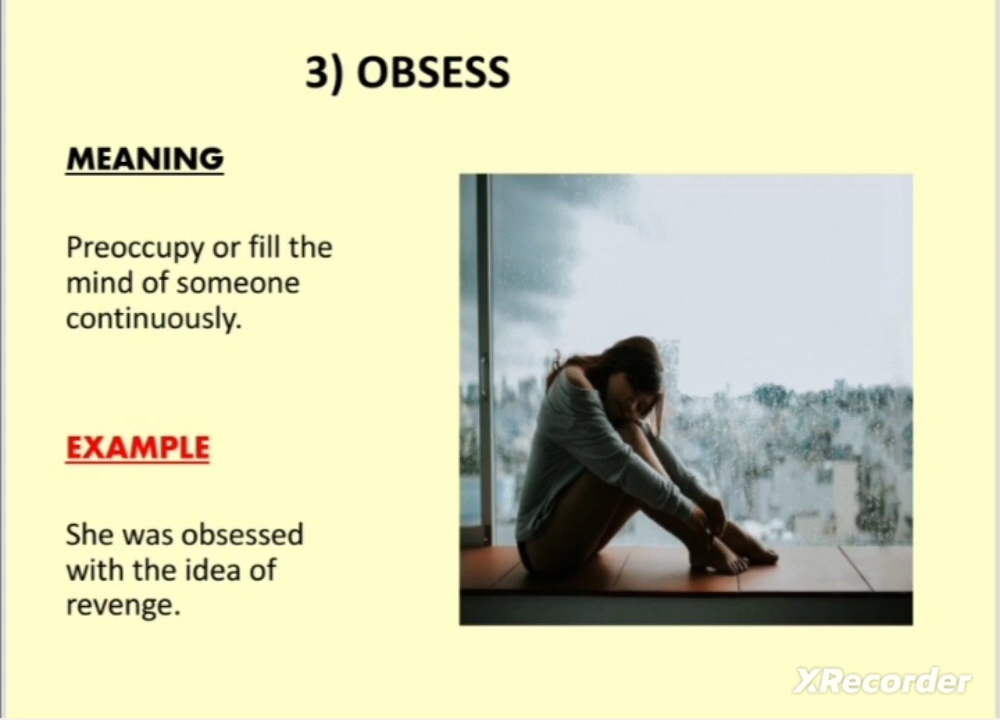 3) OBSESS
MEANING
Preoccupy or fill the
mind of someone
continuously.
EXAMPLE
She was obsessed
with the idea of
revenge.
XRecorder